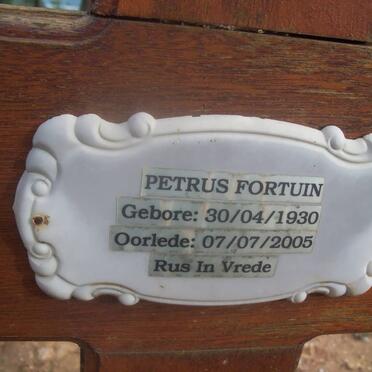 PETRUS FORTUIN
Gebore: 30/04/1930
Oorlede: 07/07/2005
Rus In Vrede